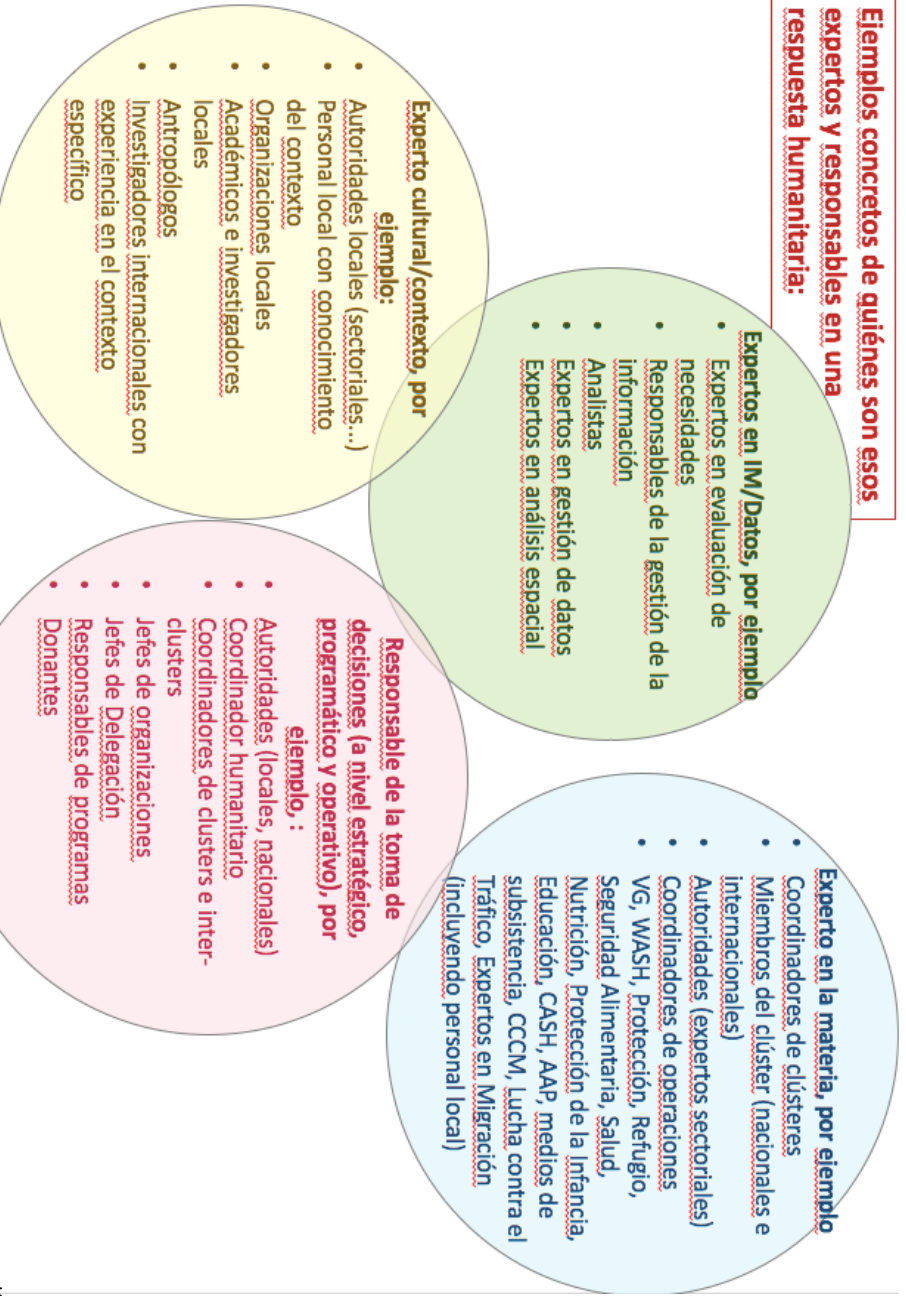 Ejemplos concretos de quiénes son esos
expertos y responsables en una
respuesta humanitaria:
Experto cultural/contexto, por
ejemplo:
• Autoridades locales (sectoriales...)
• Personal local con conocimiento
del contexto
• Organizaciones locales
• Académicos e investigadores
locales
• Antropólogos
• Investigadores internacionales con
experiencia en el contexto
específico
Expertos en IM/Datos, por ejemplo
• Expertos en evaluación de
necesidades
• Responsables de la gestión de la
información
• Analistas
• Expertos en gestión de datos
• Expertos en análisis espacial
Responsable de la toma de
decisiones (a nivel estratégico,
programático y operativo), por
ejemplo, :
• Autoridades (locales, nacionales)
• Coordinador humanitario
• Coordinadores de clusters e inter-
clusters
• Jefes de organizaciones
• Jefes de Delegación
• Responsables de programas
• Donantes
Experto en la materia, por ejemplo
• Coordinadores de clústeres
• Miembros del clúster (nacionales e
internacionales)
• Autoridades (expertos sectoriales)
• Coordinadores de operaciones
• VG, WASH, Protección, Refugio,
Seguridad Alimentaria, Salud,
Nutrición, Protección de la Infancia,
Educación, CASH, AAP, medios de
subsistencia, CCCM, Lucha contra el
Tráfico, Expertos en Migración
(incluyendo personal local)